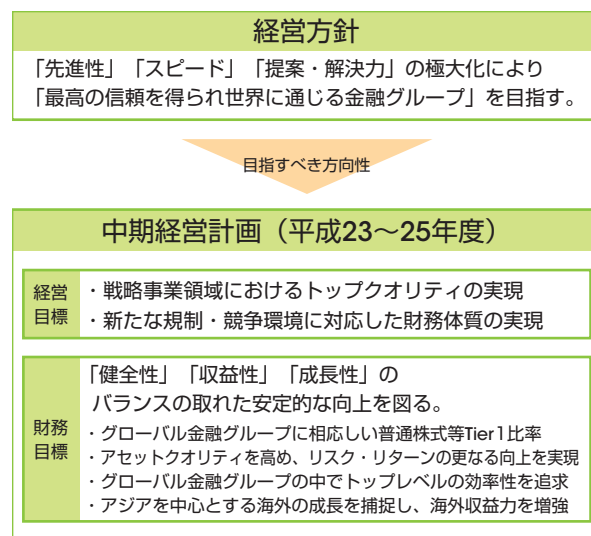 経営方針
「先進性」「スピード」「提案・解決力」の極大化により
「最高の信頼を得られ世界に通じる金融グループ」を目指す。
目指すべき方向性
中期経営計画（平成23〜25年度）
経営
目標
・戦略事業領域におけるトップクオリティの実現
・新たな規制・競争環境に対応した財務体質の実現
財務
目標
「健全性」「収益性」「成長性」の
バランスの取れた安定的な向上を図る。
・グローバル金融グループに相応しい普通株式等Tier1比率
・アセットクオリティを高め、リスク・リターンの更なる向上を実現
・グローバル金融グループの中でトップレベルの効率性を追求
・アジアを中心とする海外の成長を捕捉し、海外収益力を増強